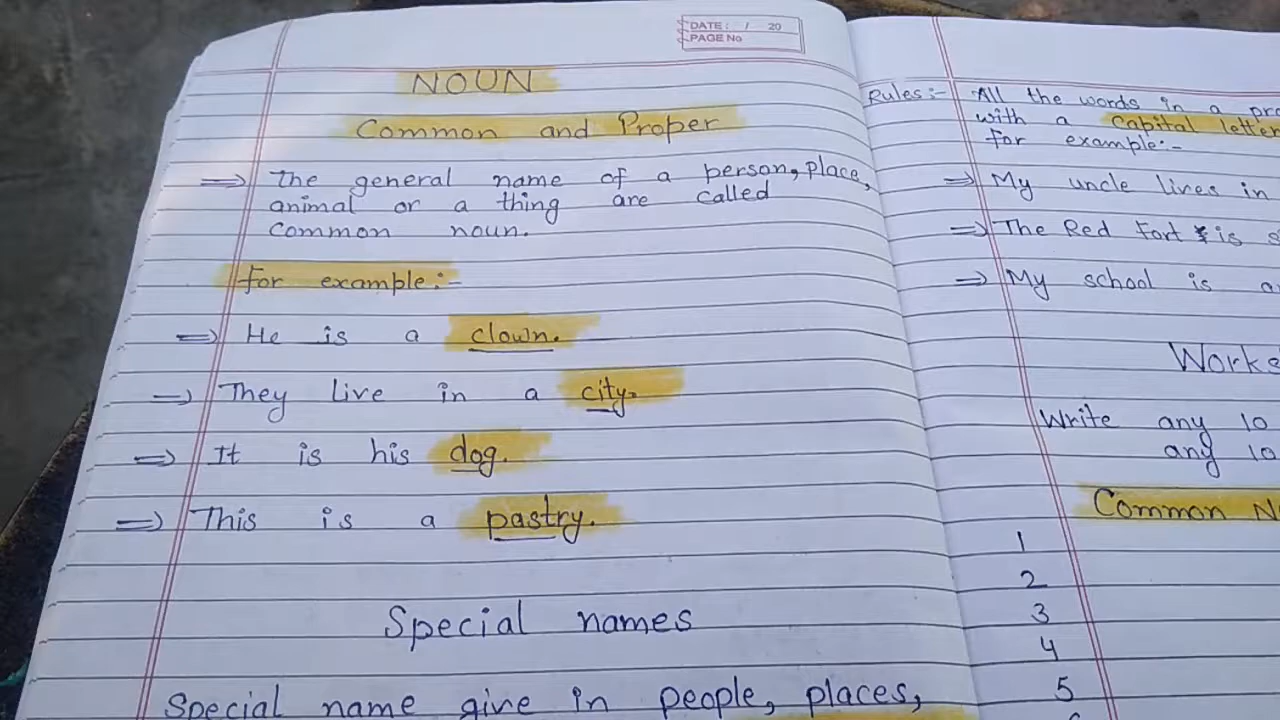 DATE: / 20
PAGE No
NOUN
Common and Proper
⇒ The general name of a person, place,
animal or a thing are called
common noun.
for example:-
⇒ He is a clown.
⇒ They live in a city.
⇒ It is his dog.
⇒ This is a pastry.
Special names
Special name give in people, places,
Rules:- All the words in a
with a Capital letter
for example:-
⇒ My uncle lives in
⇒ The Red Fort is
⇒ My school is
Write any 10
any 10
Common
1
2
3
4
5